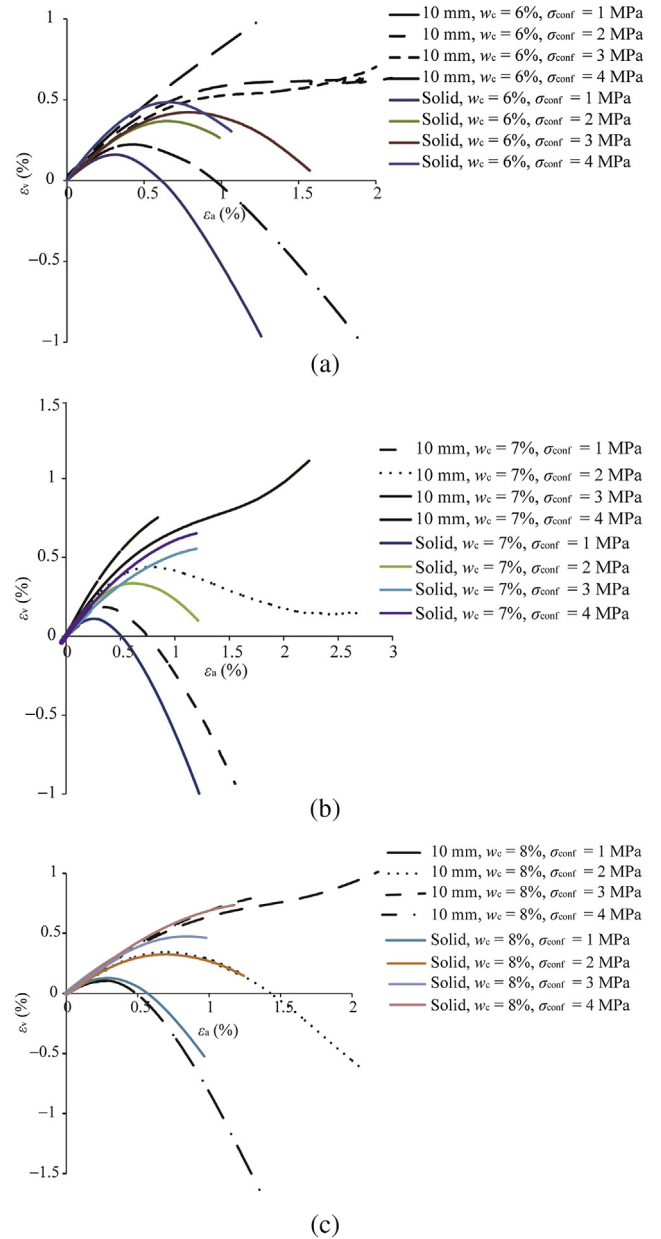 1
10 mm, wc = 6%, σconf = 1 MPa
10 mm, wc = 6%, σconf = 2 MPa
10 mm, wc = 6%, σconf = 3 MPa
10 mm, wc = 6%, σconf = 4 MPa
Solid, wc = 6%, σconf = 1 MPa
Solid, wc = 6%, σconf = 2 MPa
Solid, wc = 6%, σconf = 3 MPa
Solid, wc = 6%, σconf = 4 MPa
0.5
εv (%)
0
0 0.5 1 1.5 2
εa (%)
−0.5
−1
(a)
1.5
10 mm, wc = 7%, σconf = 1 MPa
10 mm, wc = 7%, σconf = 2 MPa
10 mm, wc = 7%, σconf = 3 MPa
10 mm, wc = 7%, σconf = 4 MPa
Solid, wc = 7%, σconf = 1 MPa
Solid, wc = 7%, σconf = 2 MPa
Solid, wc = 7%, σconf = 3 MPa
Solid, wc = 7%, σconf = 4 MPa
1
0.5
εv (%)
0
0 0.5 1 1.5 2 2.5 3
εa (%)
−0.5
−1
(b)
1
10 mm, wc = 8%, σconf = 1 MPa
10 mm, wc = 8%, σconf = 2 MPa
10 mm, wc = 8%, σconf = 3 MPa
10 mm, wc = 8%, σconf = 4 MPa
Solid, wc = 8%, σconf = 1 MPa
Solid, wc = 8%, σconf = 2 MPa
Solid, wc = 8%, σconf = 3 MPa
Solid, wc = 8%, σconf = 4 MPa
0.5
εv (%)
0
0 0.5 1 1.5 2
εa (%)
−0.5
−1
−1.5
(c)